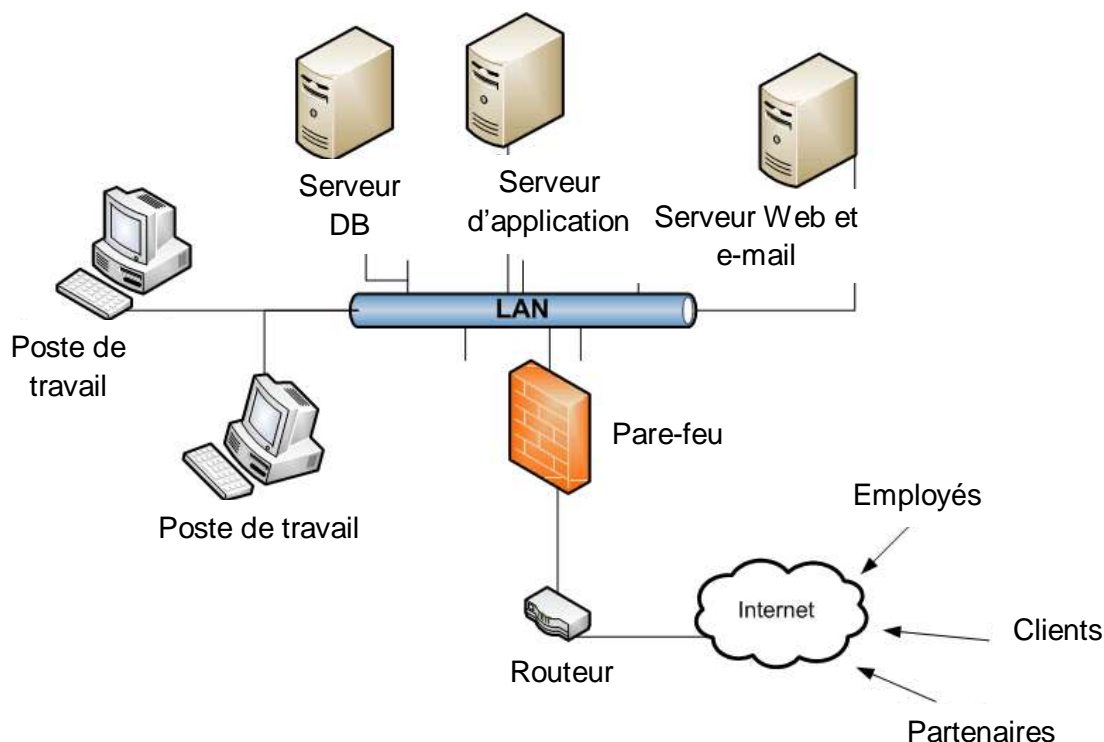 Serveur
DB
Serveur
d’application
Serveur Web et
e-mail
LAN
Poste de
travail
Pare-feu
Poste de travail
Employés
Internet
Clients
Routeur
Partenaires